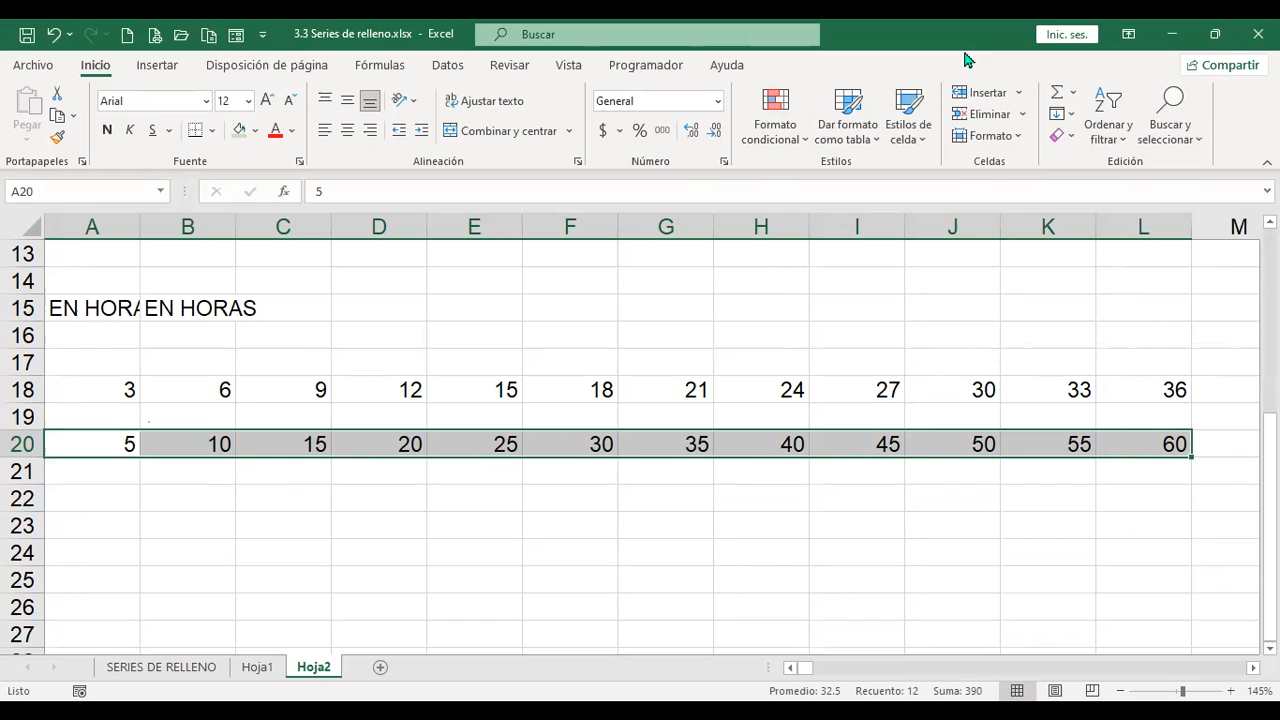 3.3 Series de relleno.xlsx - Excel
Buscar
Inic. ses.
Archivo Inicio Insertar Disposición de página Fórmulas Datos Revisar Vista Programador Ayuda Compartir
Pegar
Arial 12
N K S A
Ajustar texto
Combinar y centrar
General
$ % 000
Formato condicional
Dar formato como tabla
Estilos de celda
Insertar
Eliminar
Formato
Ordenar y filtrar
Buscar y seleccionar
Portapapeles Fuente Alineación Número Estilos Celdas Edición
A20 fx 5
A B C D E F G H I J K L M
13
14
15 EN HORA EN HORAS
16
17
18 3 6 9 12 15 18 21 24 27 30 33 36
19
20 5 10 15 20 25 30 35 40 45 50 55 60
21
22
23
24
25
26
27
SERIES DE RELLENO Hoja1 Hoja2
Listo Promedio: 32.5 Recuento: 12 Suma: 390 145%